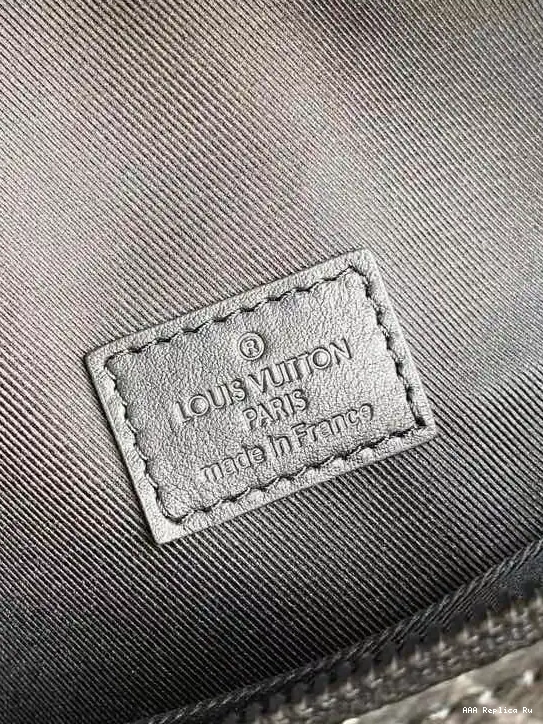 ®
LOUIS VUITTON
PARIS
made in France
AAA Replica Ru